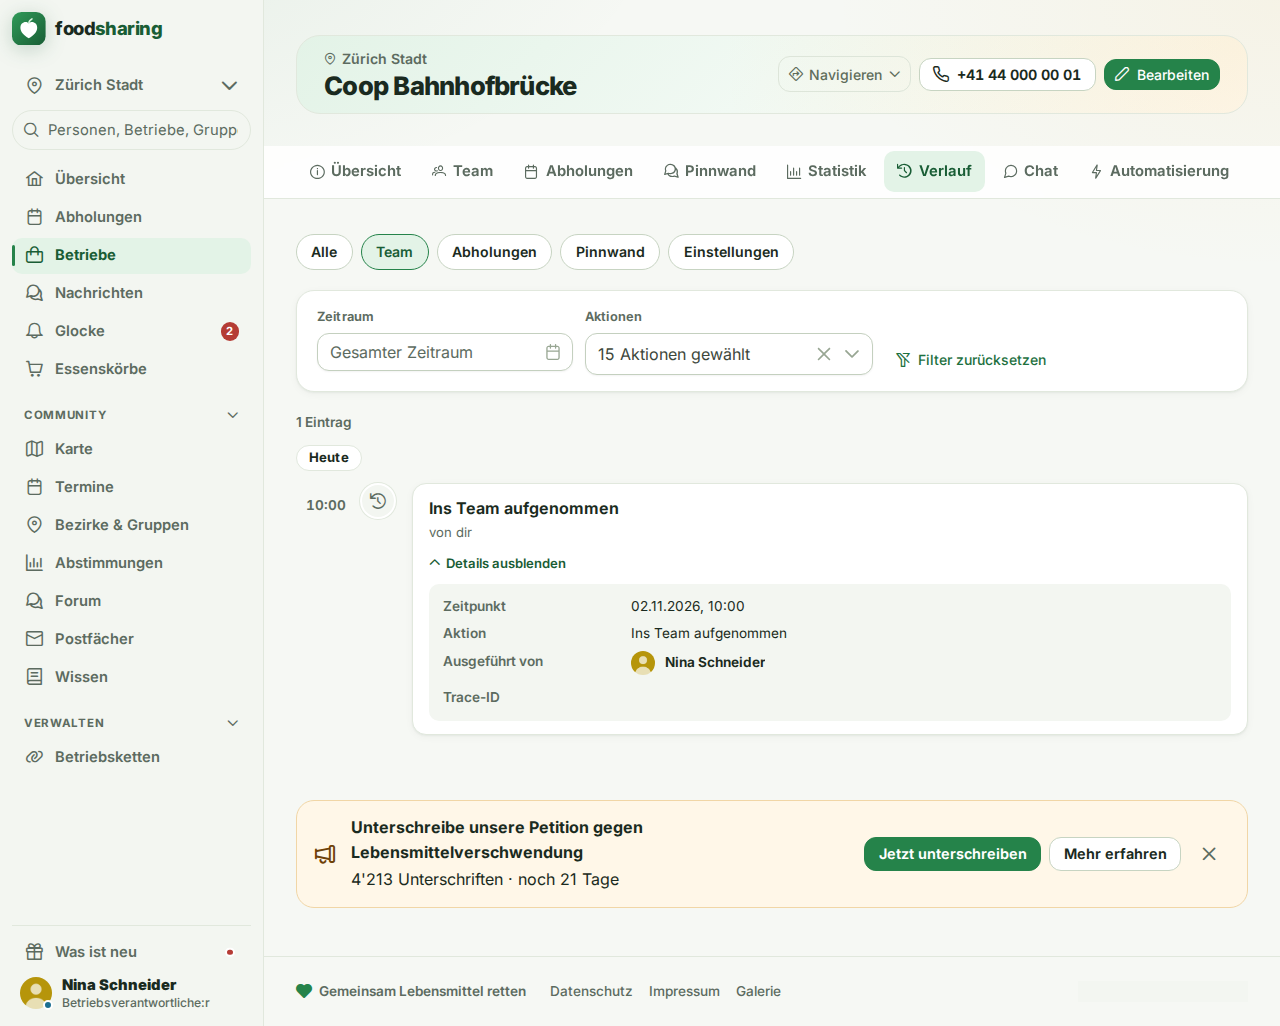 foodsharing
Zürich Stadt
Personen, Betriebe, Grupp
Übersicht
Abholungen
Betriebe
Nachrichten
Glocke
2
Essenskörbe
COMMUNITY
Karte
Termine
Bezirke & Gruppen
Abstimmungen
Forum
Postfächer
Wissen
VERWALTEN
Betriebsketten
Was ist neu
Nina Schneider
Betriebsverantwortliche:r
Zürich Stadt
Coop Bahnhofbrücke
Navigieren
+41 44 000 00 01
Bearbeiten
Übersicht
Team
Abholungen
Pinnwand
Statistik
Verlauf
Chat
Automatisierung
Alle
Team
Abholungen
Pinnwand
Einstellungen
Zeitraum
Aktionen
Gesamter Zeitraum
15 Aktionen gewählt
Filter zurücksetzen
1 Eintrag
Heute
10:00
Ins Team aufgenommen
von dir
Details ausblenden
Zeitpunkt
02.11.2026, 10:00
Aktion
Ins Team aufgenommen
Ausgeführt von
Nina Schneider
Trace-ID
Unterschreibe unsere Petition gegen
Lebensmittelverschwendung
4'213 Unterschriften · noch 21 Tage
Jetzt unterschreiben
Mehr erfahren
Gemeinsam Lebensmittel retten
Datenschutz
Impressum
Galerie